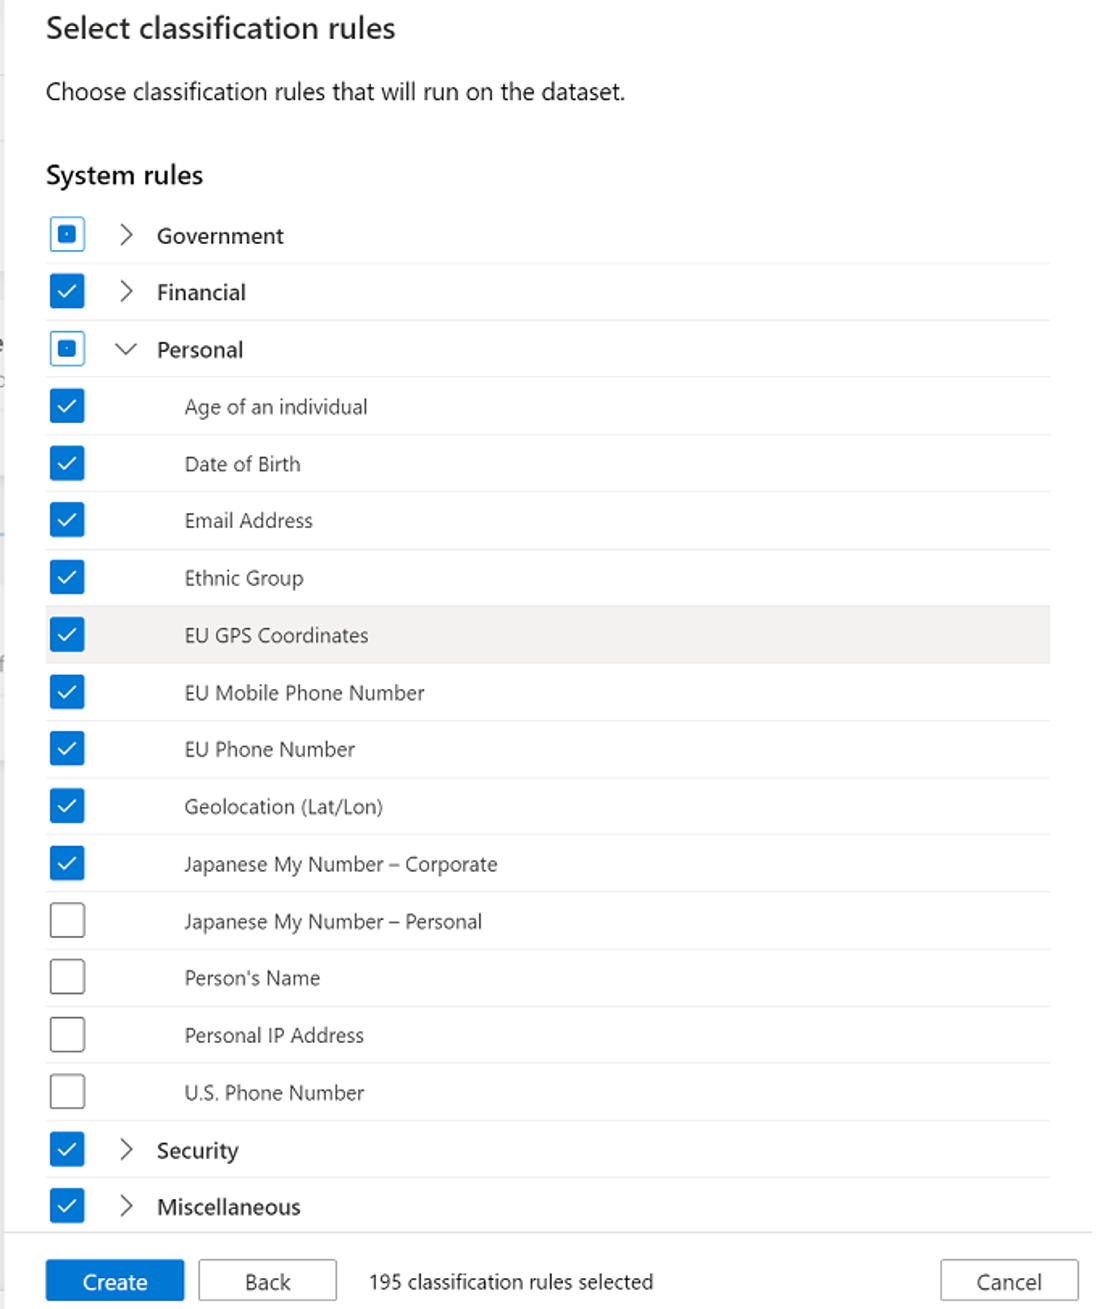 Select classification rules
Choose classification rules that will run on the dataset.
System rules
Government
Financial
Personal
Age of an individual
Date of Birth
Email Address
Ethnic Group
EU GPS Coordinates
EU Mobile Phone Number
EU Phone Number
Geolocation (Lat/Lon)
Japanese My Number – Corporate
Japanese My Number – Personal
Person's Name
Personal IP Address
U.S. Phone Number
Security
Miscellaneous
Create Back 195 classification rules selected Cancel